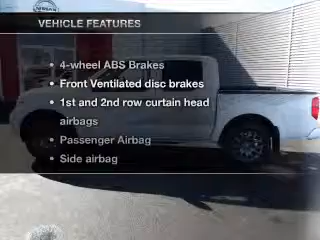 NISSAN
VEHICLE FEATURES
• 4-wheel ABS Brakes
• Front Ventilated disc brakes
• 1st and 2nd row curtain head
airbags
• Passenger Airbag
• Side airbag